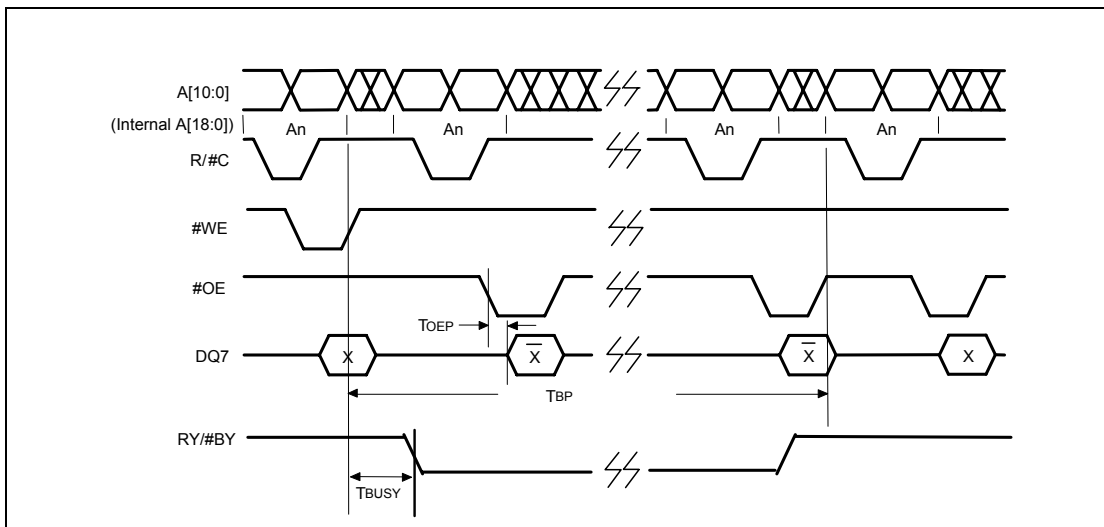 A[10:0]
(Internal A[18:0]) An An An An
R/#C
#WE
#OE
TOEP
DQ7 X X̅ X̅ X
TBP
RY/#BY
TBUSY